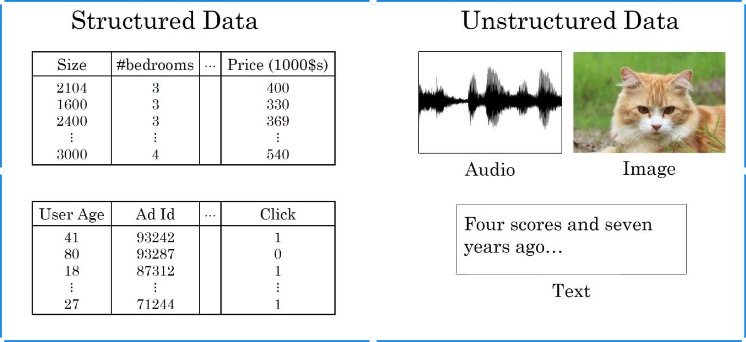 Structured Data
Size #bedrooms ... Price (1000$s)
2104 3 400
1600 3 330
2400 3 369
⋮ ⋮ ⋮
3000 4 540
User Age Ad Id ... Click
41 93242 1
80 93287 0
18 87312 1
⋮ ⋮ ⋮
27 71244 1
Unstructured Data
Audio
Image
Four scores and seven
years ago...
Text